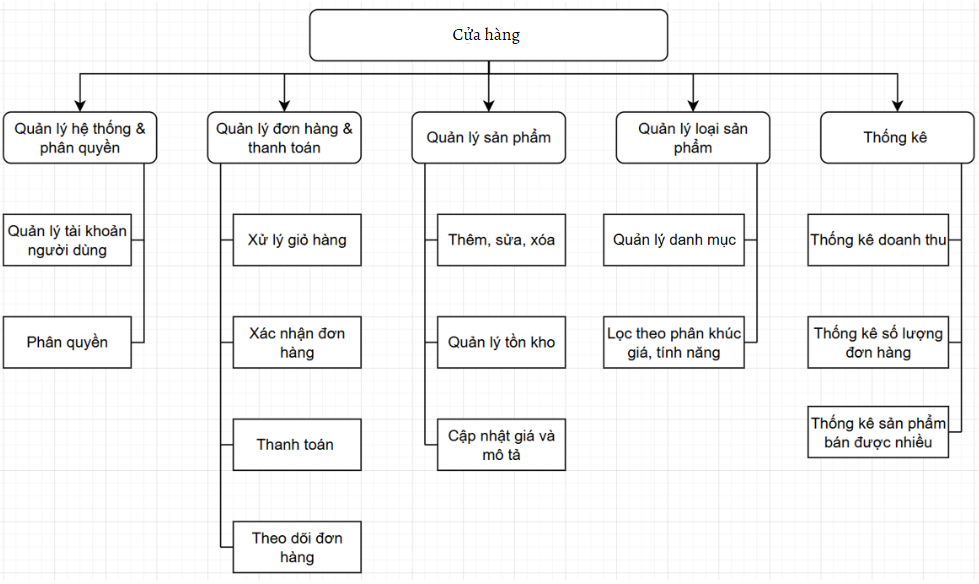 Cửa hàng
Quản lý hệ thống &
phân quyền
Quản lý đơn hàng &
thanh toán
Quản lý sản phẩm
Quản lý loại sản
phẩm
Thống kê
Quản lý tài khoản
người dùng
Phân quyền
Xử lý giỏ hàng
Xác nhận đơn
hàng
Thanh toán
Theo dõi đơn
hàng
Thêm, sửa, xóa
Quản lý tồn kho
Cập nhật giá và
mô tả
Quản lý danh mục
Lọc theo phân khúc
giá, tính năng
Thống kê doanh thu
Thống kê số lượng
đơn hàng
Thống kê sản phẩm
bán được nhiều